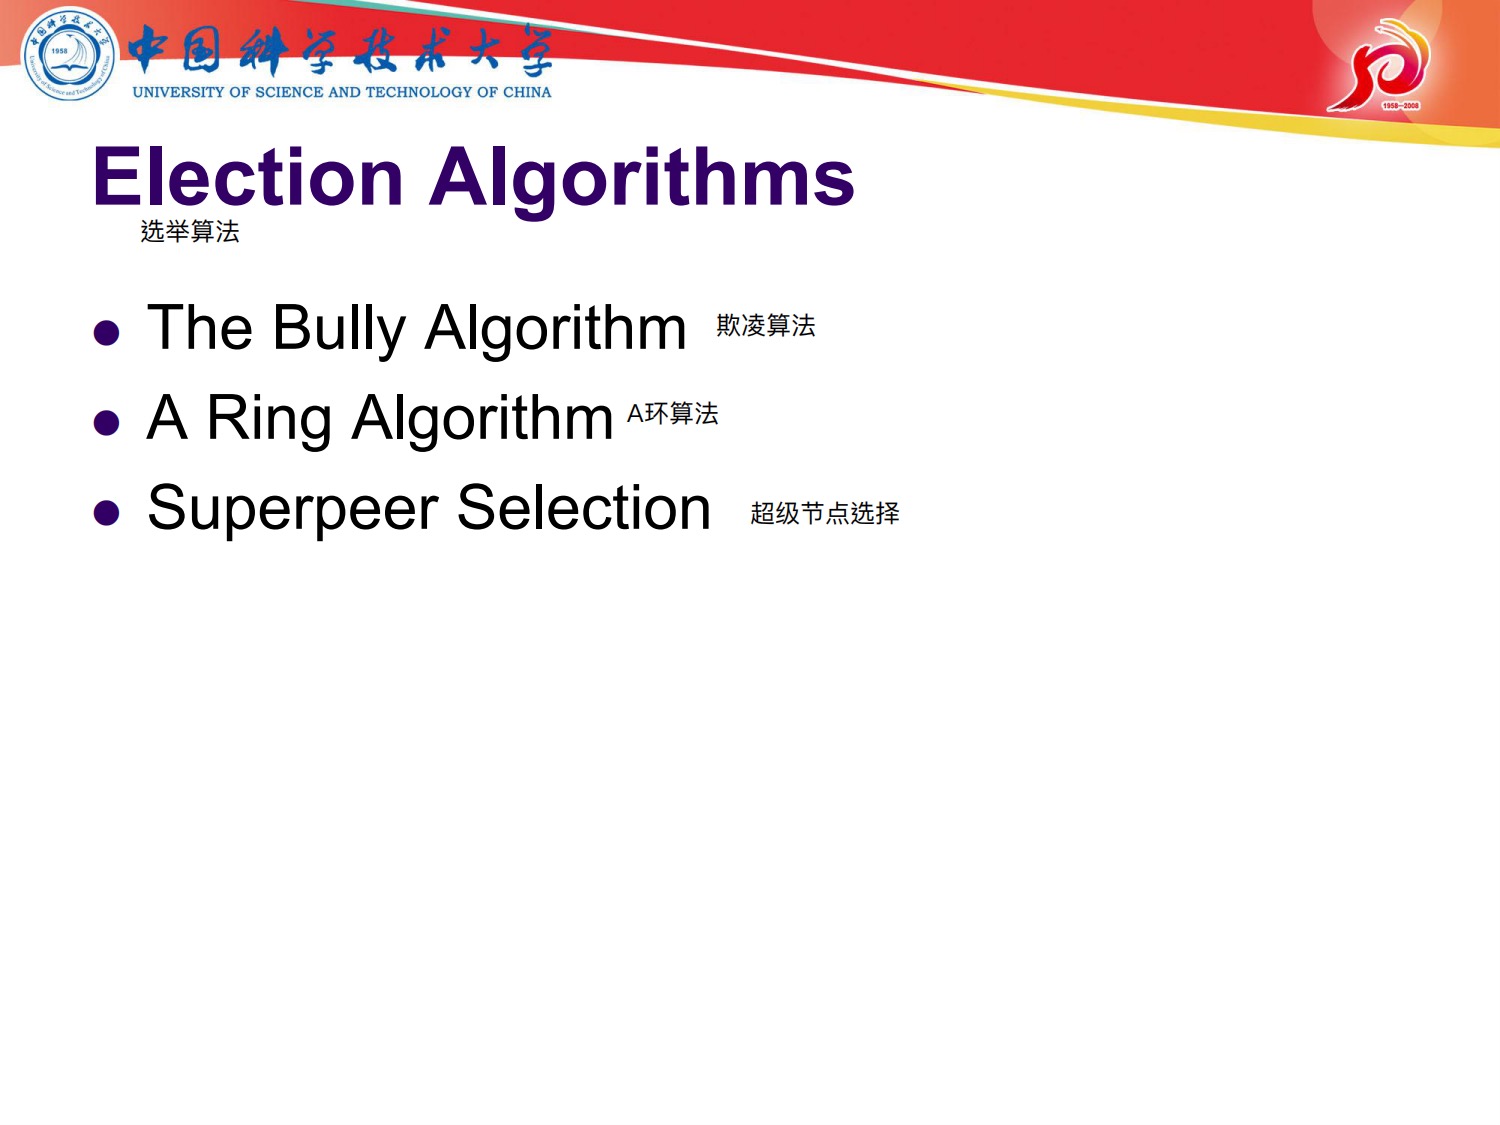 中国科学技术大学
1958
UNIVERSITY OF SCIENCE AND TECHNOLOGY OF CHINA
1958-2008
Election Algorithms
选举算法
The Bully Algorithm 欺凌算法
A Ring Algorithm A环算法
Superpeer Selection 超级节点选择